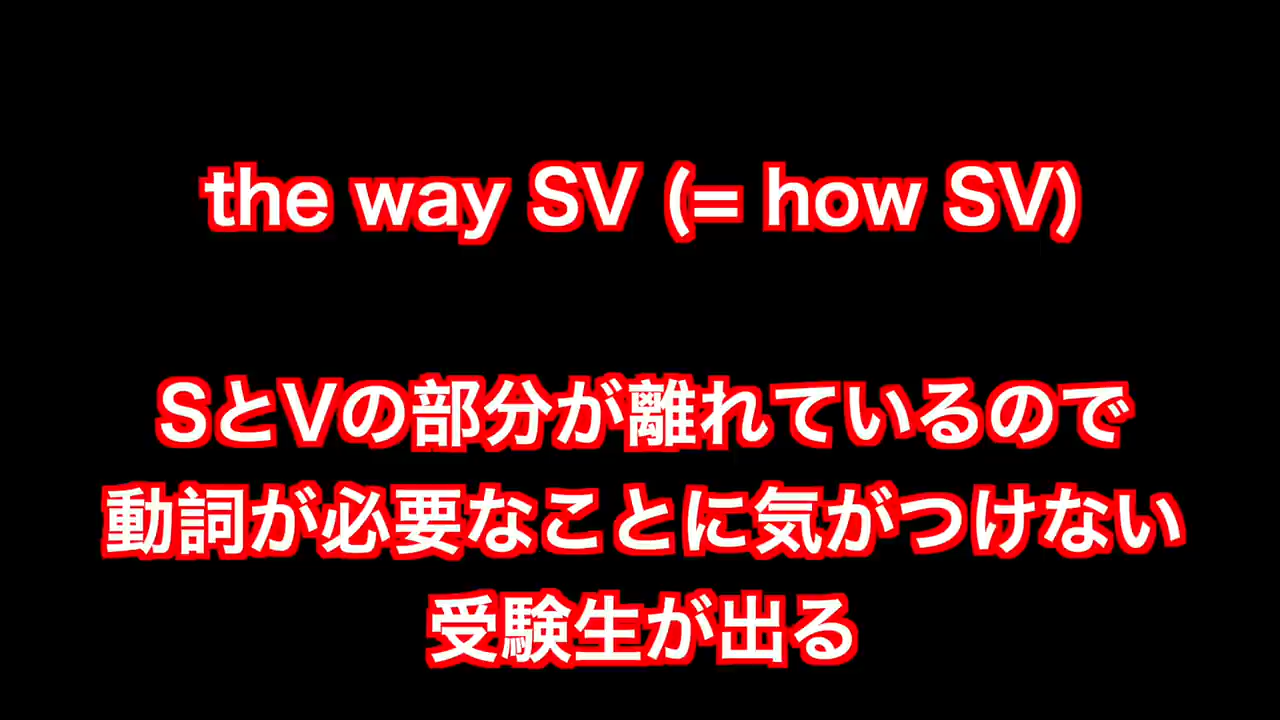 the way SV (= how SV)
SとVの部分が離れているので
動詞が必要なことに気がつけない
受験生が出る